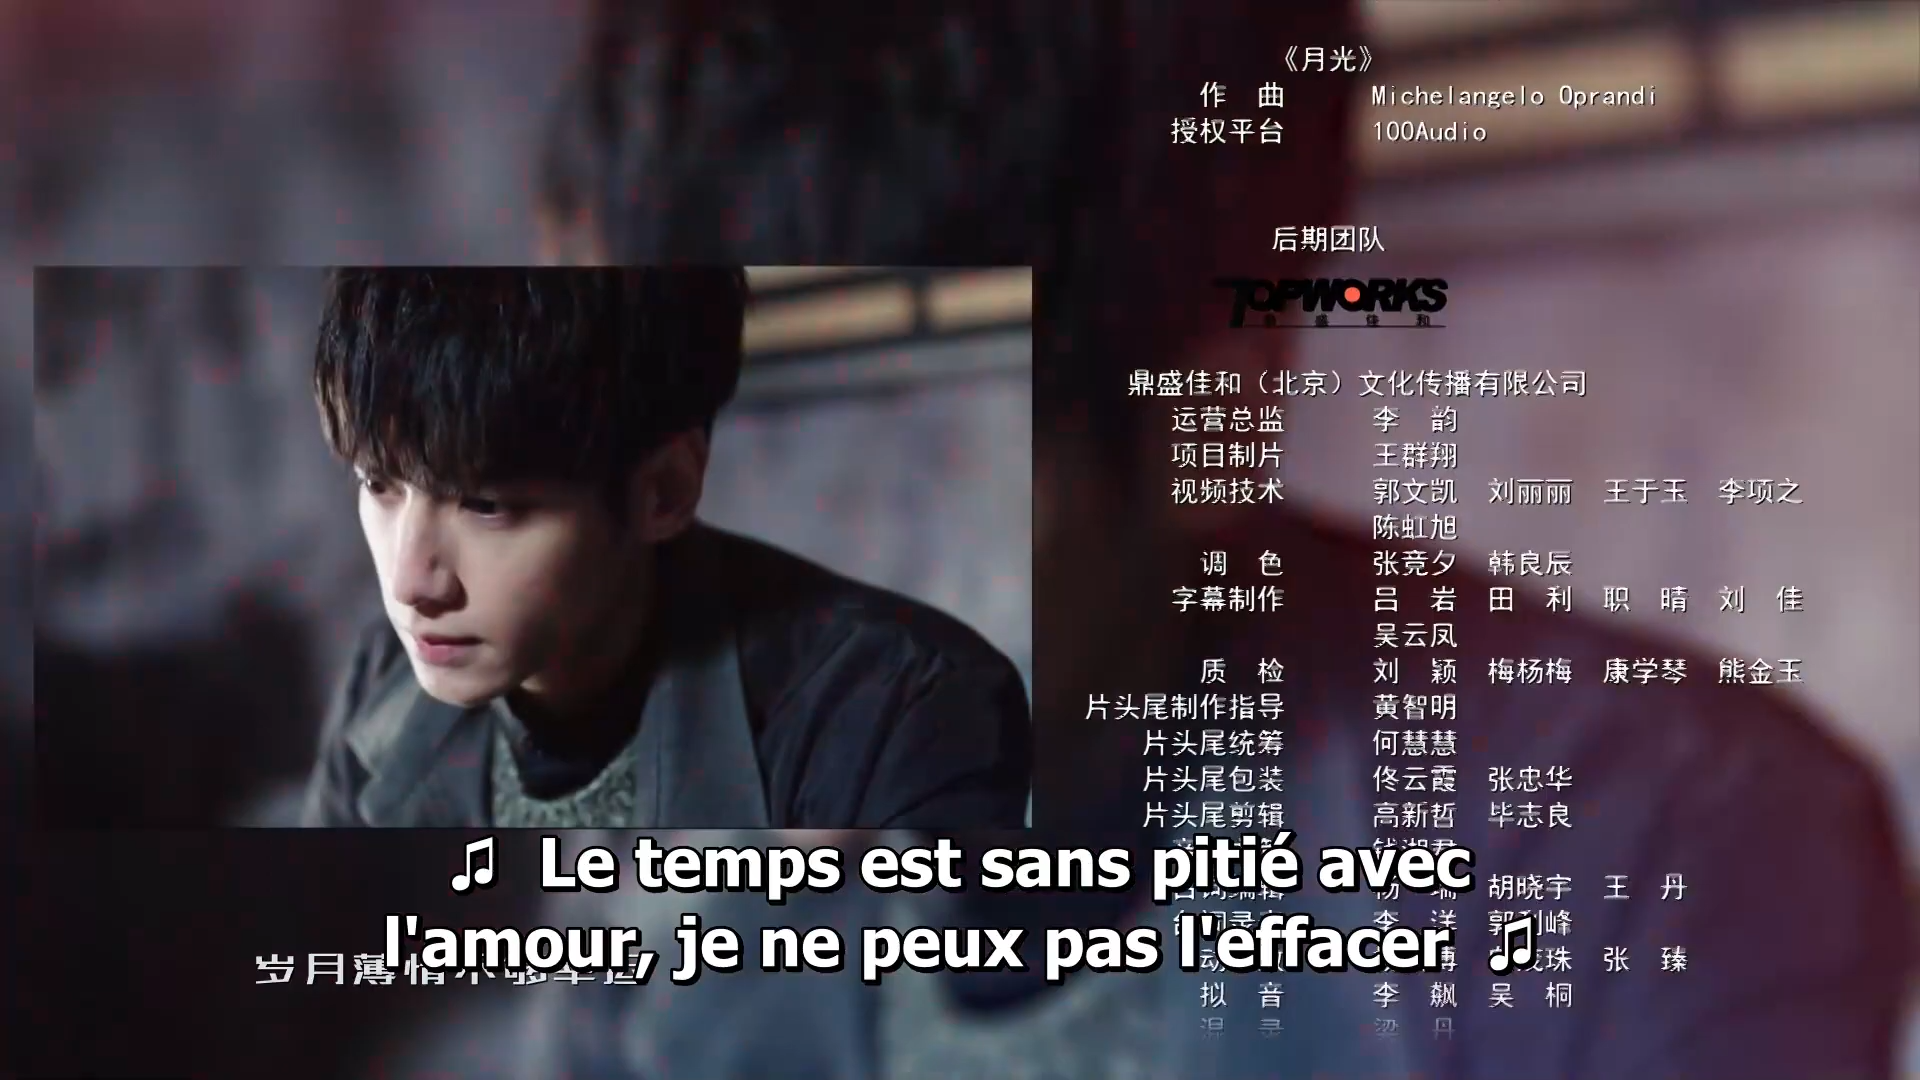 《月光》
作 曲 Michelangelo Oprandi
授权平台 100Audio
后期团队
TOPWORKS
鼎盛佳和（北京）文化传播有限公司
运营总监 李 韵
项目制片 王群翔
视频技术 郭文凯 刘丽丽 王于玉 李项之
陈虹旭
调 色 张竞夕 韩良辰
字幕制作 吕 岩 田 利 职 晴 刘 佳
吴云凤
质 检 刘 颖 梅杨梅 康学琴 熊金玉
片头尾制作指导 黄智明
片头尾统筹 何慧慧
片头尾包装 佟云霞 张忠华
片头尾剪辑 高新哲 毕志良
♫ Le temps est sans pitié avec
胡晓宇 王 丹
l'amour, je ne peux pas l'effacer ♫
岁月薄情
张 臻
拟 音 李 飙 吴 桐
混 录 梁 丹